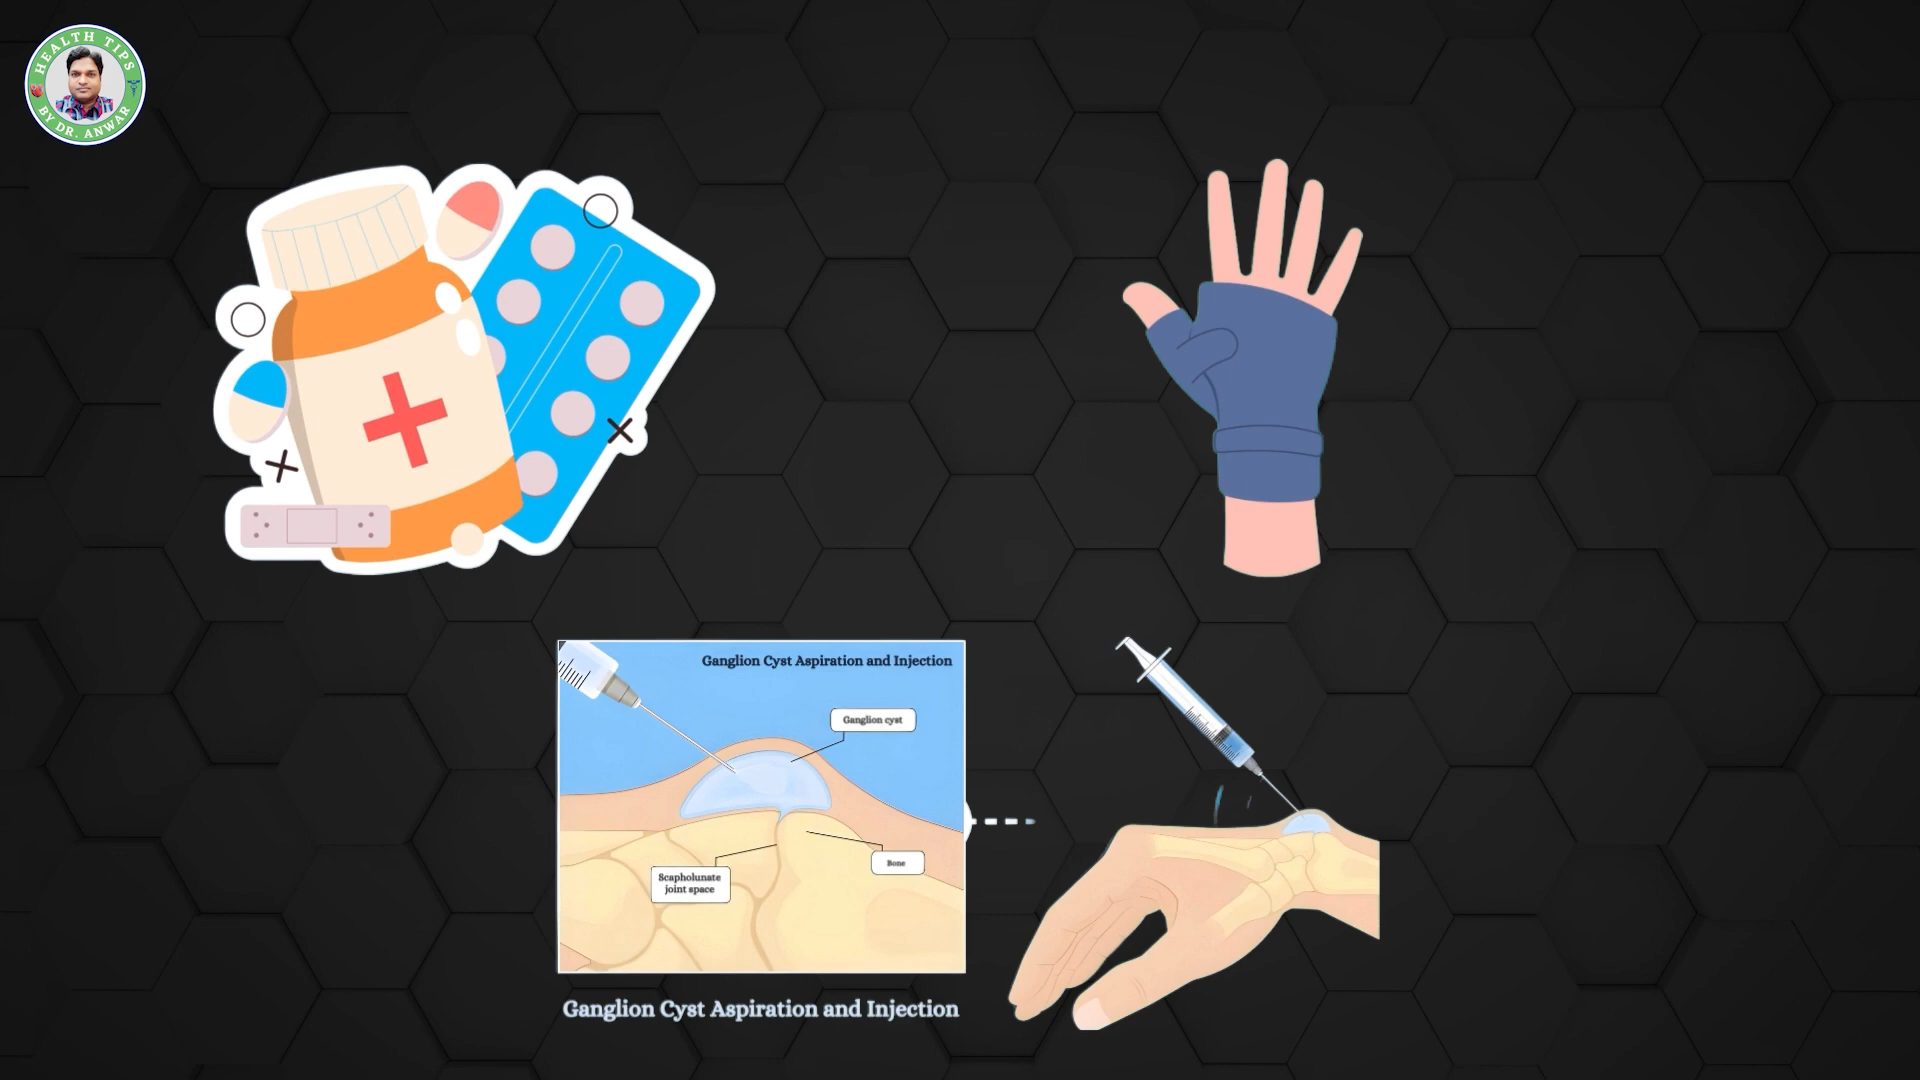 HEALTH TIPS
BY DR. ANWAR
Ganglion Cyst Aspiration and Injection
Ganglion cyst
Bone
Scapholunate
joint space
Ganglion Cyst Aspiration and Injection